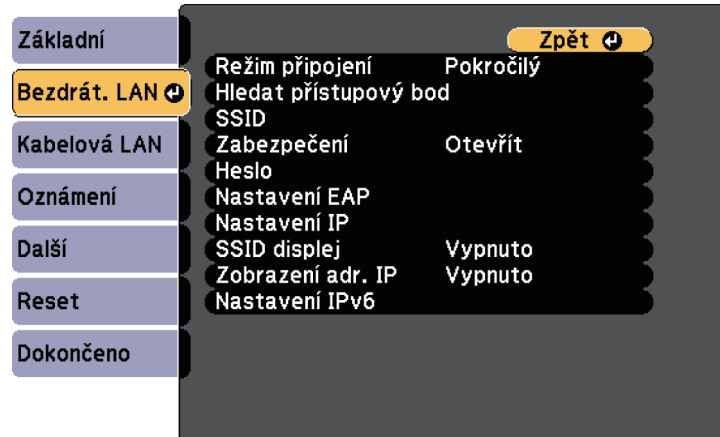 Základní
Bezdrát. LAN
Kabelová LAN
Oznámení
Další
Reset
Dokončeno
Zpět
Režim připojení Pokročilý
Hledat přístupový bod
SSID
Zabezpečení Otevřít
Heslo
Nastavení EAP
Nastavení IP
SSID displej Vypnuto
Zobrazení adr. IP Vypnuto
Nastavení IPv6